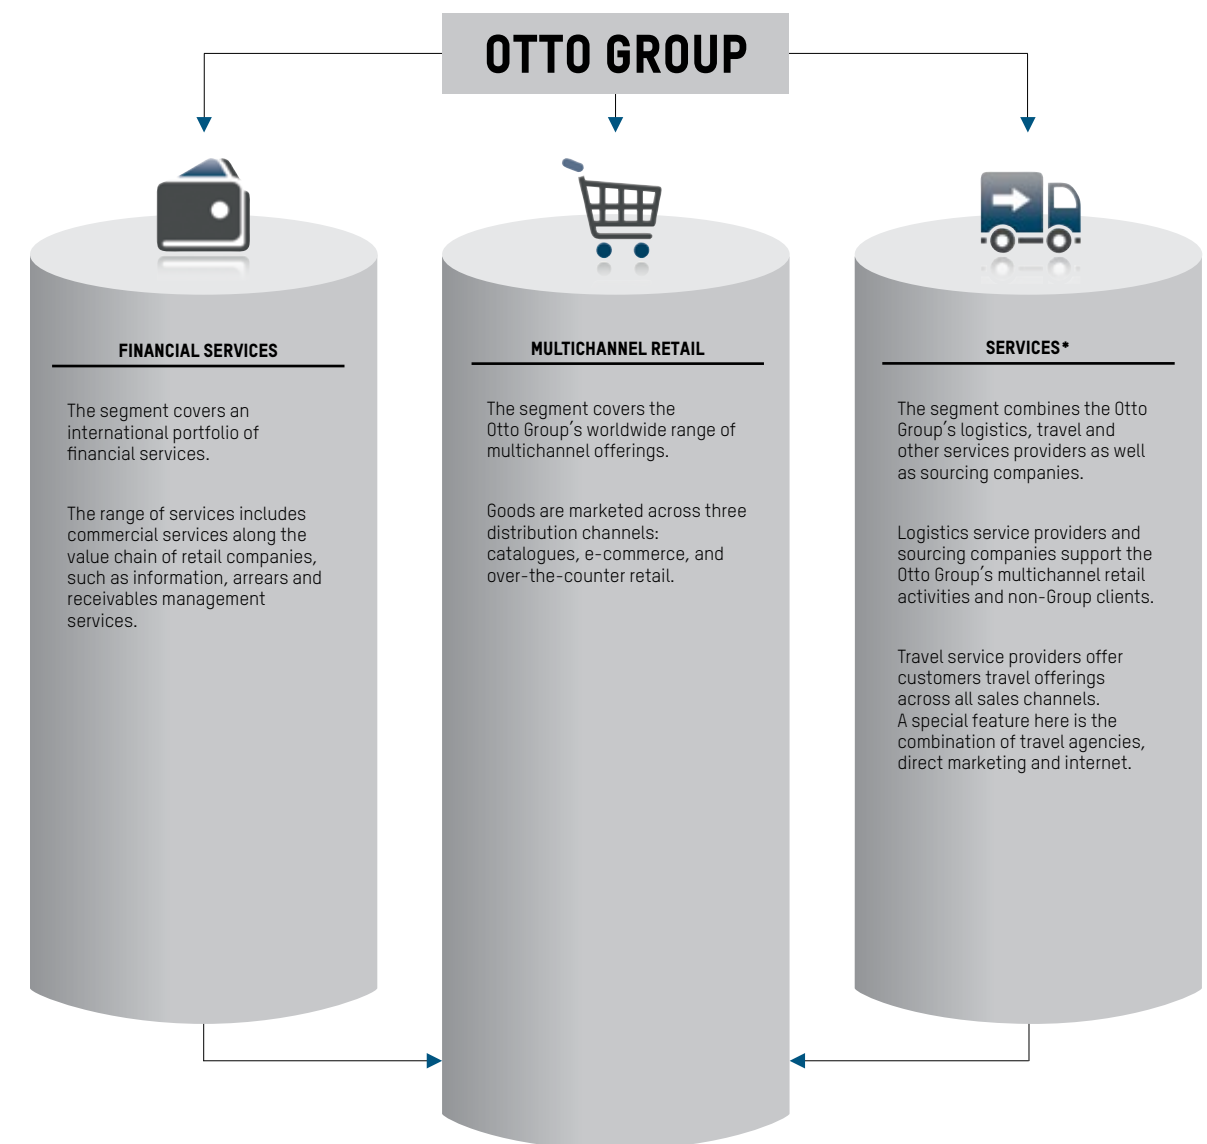 OTTO GROUP
FINANCIAL SERVICES
The segment covers an
international portfolio of
financial services.
The range of services includes
commercial services along the
value chain of retail companies,
such as information, arrears and
receivables management
services.
MULTICHANNEL RETAIL
The segment covers the
Otto Group's worldwide range of
multichannel offerings.
Goods are marketed across three
distribution channels:
catalogues, e-commerce, and
over-the-counter retail.
SERVICES*
The segment combines the Otto
Group's logistics, travel and
other services providers as well
as sourcing companies.
Logistics service providers and
sourcing companies support the
Otto Group's multichannel retail
activities and non-Group clients.
Travel service providers offer
customers travel offerings
across all sales channels.
A special feature here is the
combination of travel agencies,
direct marketing and internet.